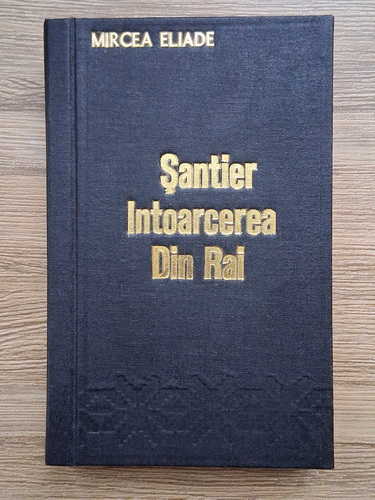 MIRCEA ELIADE
Şantier
Intoarcerea
Din Rai